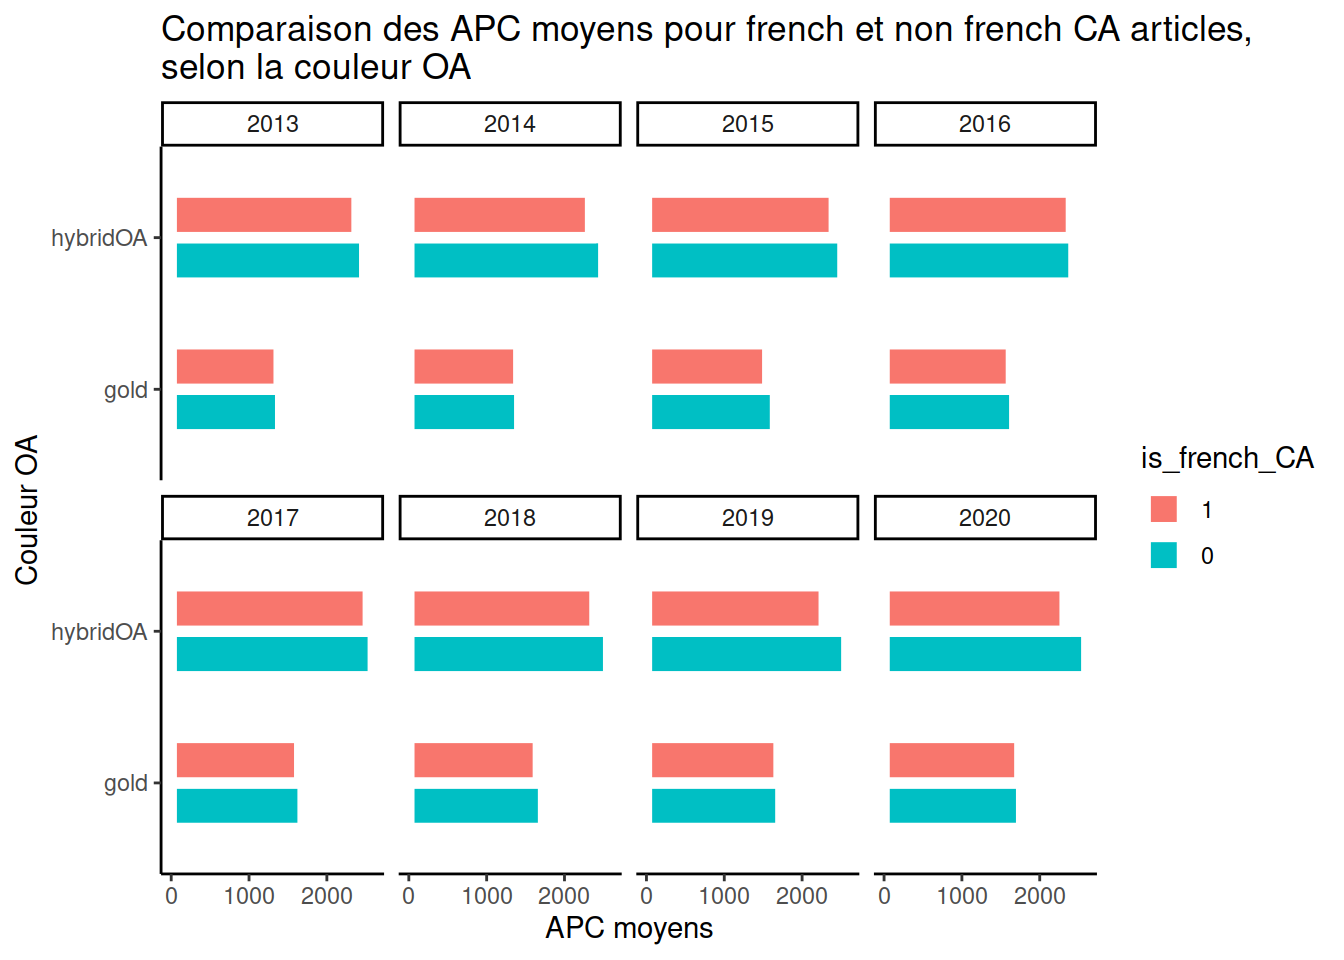 Comparaison des APC moyens pour french et non french CA articles,
selon la couleur OA
2013 2014 2015 2016
hybridOA
gold
Couleur OA
2017 2018 2019 2020
hybridOA
gold
0 1000 2000 0 1000 2000 0 1000 2000 0 1000 2000
APC moyens
is_french_CA
1
0